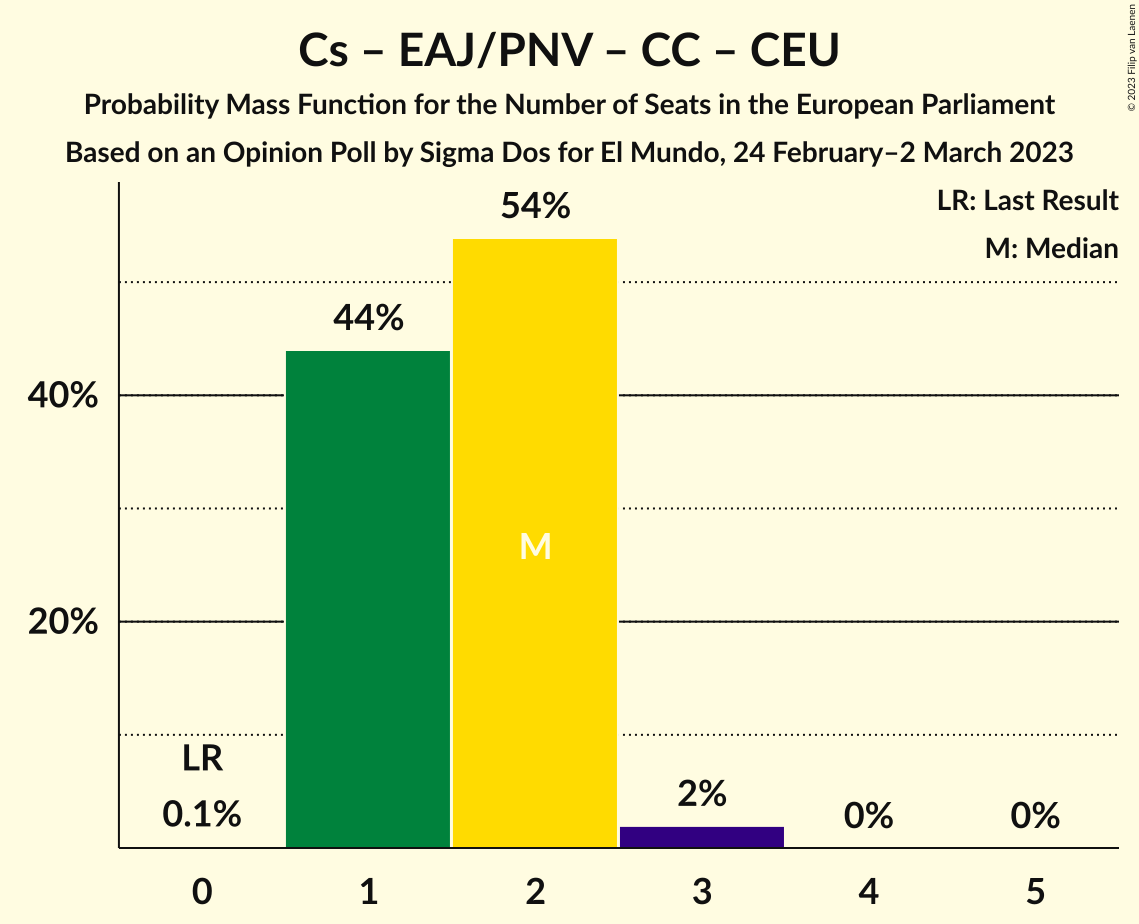 Cs – EAJ/PNV – CC – CEU
Probability Mass Function for the Number of Seats in the European Parliament
Based on an Opinion Poll by Sigma Dos for El Mundo, 24 February–2 March 2023
© 2023 Filip van Laenen
LR: Last Result
M: Median
54%
44%
40%
M
20%
LR
0.1%
2%
0%
0%
0 1 2 3 4 5